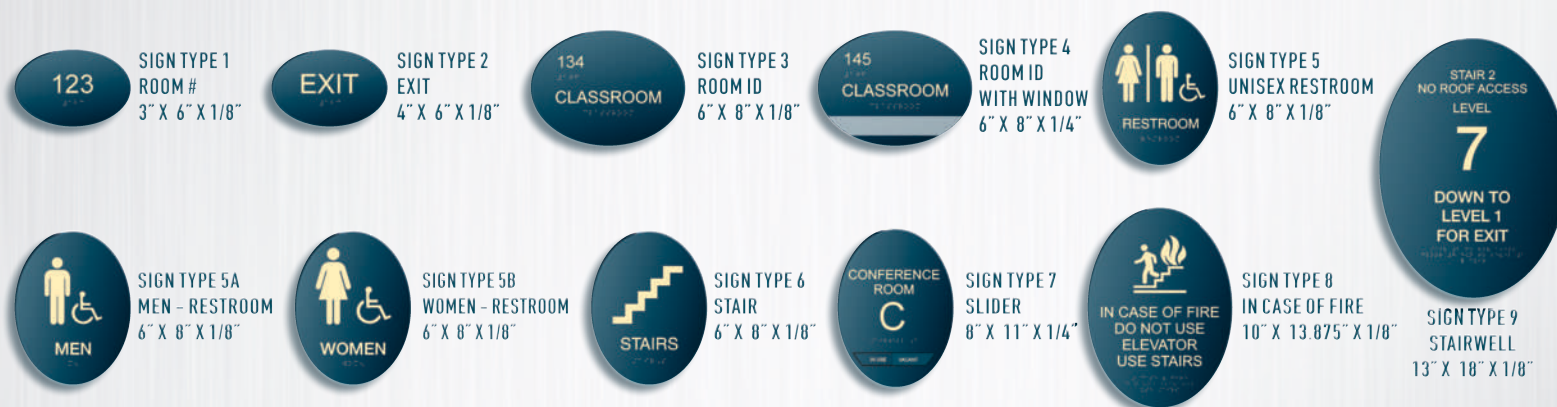 123
SIGN TYPE 1
ROOM #
3" X 6" X 1/8"
EXIT
SIGN TYPE 2
EXIT
4" X 6" X 1/8"
134
CLASSROOM
SIGN TYPE 3
ROOM ID
6" X 8" X 1/8"
145
CLASSROOM
SIGN TYPE 4
ROOM ID
WITH WINDOW
6" X 8" X 1/4"
RESTROOM
SIGN TYPE 5
UNISEX RESTROOM
6" X 8" X 1/8"
STAIR 2
NO ROOF ACCESS
LEVEL
7
DOWN TO
LEVEL 1
FOR EXIT
SIGN TYPE 9
STAIRWELL
13" X 18" X 1/8"
MEN
SIGN TYPE 5A
MEN – RESTROOM
6" X 8" X 1/8"
WOMEN
SIGN TYPE 5B
WOMEN – RESTROOM
6" X 8" X 1/8"
STAIRS
SIGN TYPE 6
STAIR
6" X 8" X 1/8"
CONFERENCE
ROOM
C
IN USE VACANT
SIGN TYPE 7
SLIDER
8" X 11" X 1/4"
IN CASE OF FIRE
DO NOT USE
ELEVATOR
USE STAIRS
SIGN TYPE 8
IN CASE OF FIRE
10" X 13.875" X 1/8"